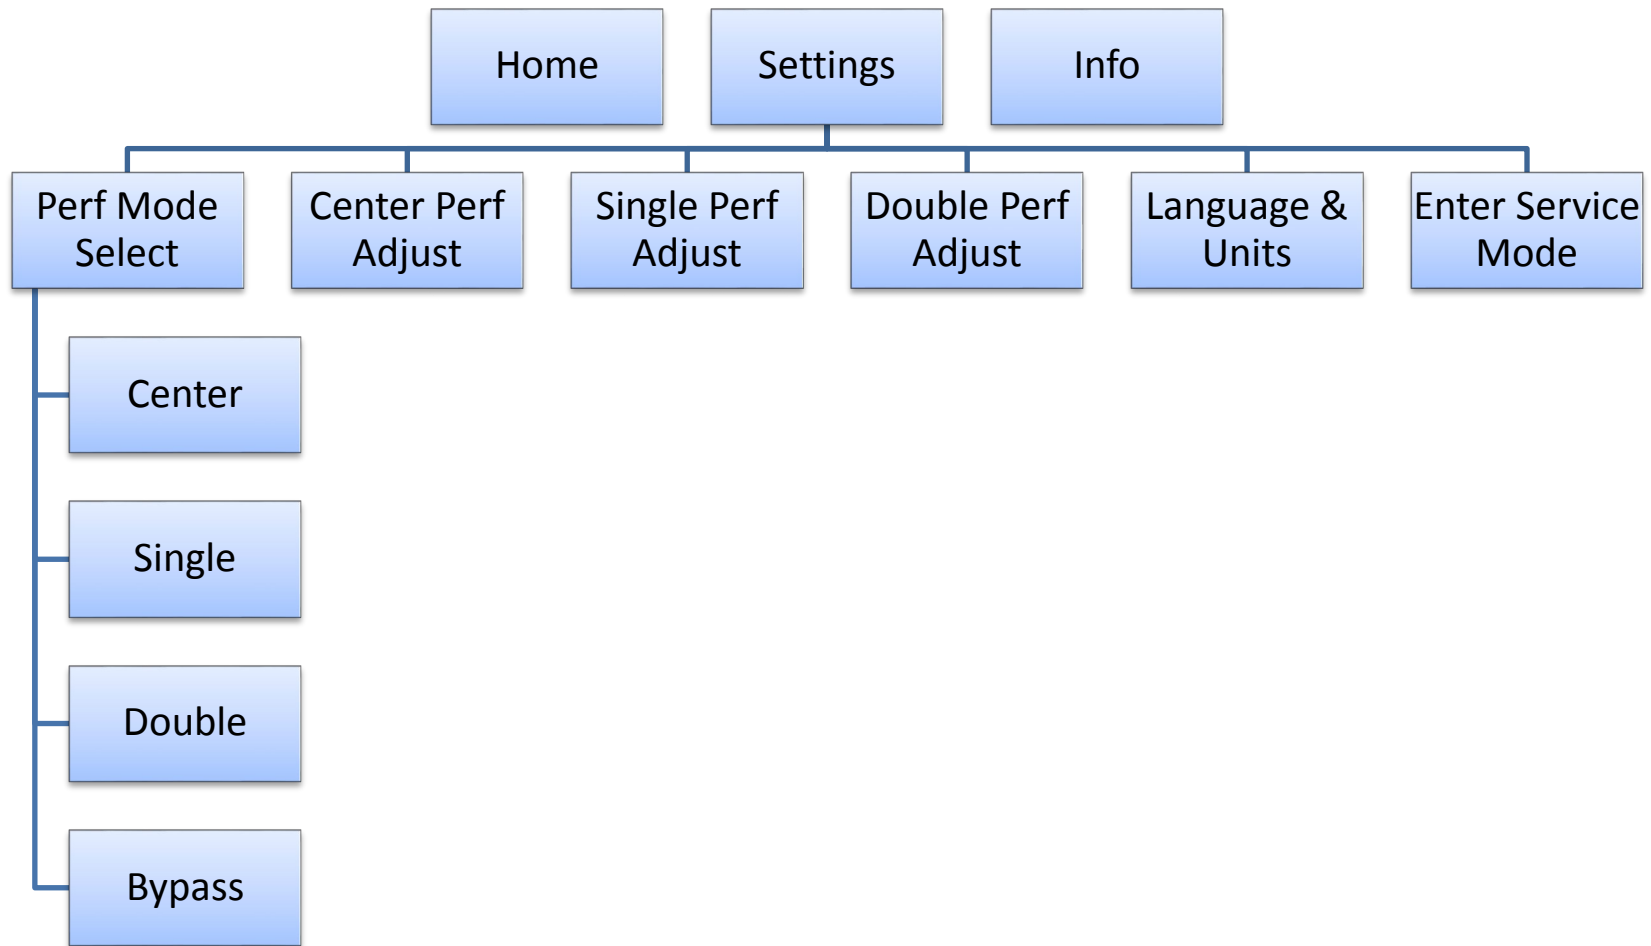 Home
Settings
Info
Perf Mode
Select
Center Perf
Adjust
Single Perf
Adjust
Double Perf
Adjust
Language &
Units
Enter Service
Mode
Center
Single
Double
Bypass